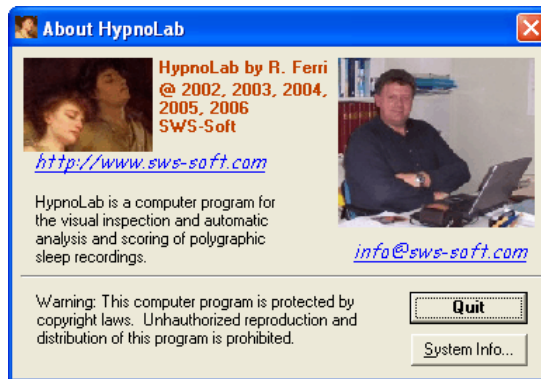 About HypnoLab
HypnoLab by R. Ferri
@ 2002, 2003, 2004,
2005, 2006
SWS-Soft
http://www.sws-soft.com
HypnoLab is a computer program for
the visual inspection and automatic
analysis and scoring of polygraphic
sleep recordings.
info@sws-soft.com
Warning: This computer program is protected by
copyright laws.  Unauthorized reproduction and
distribution of this program is prohibited.
Quit
System Info...